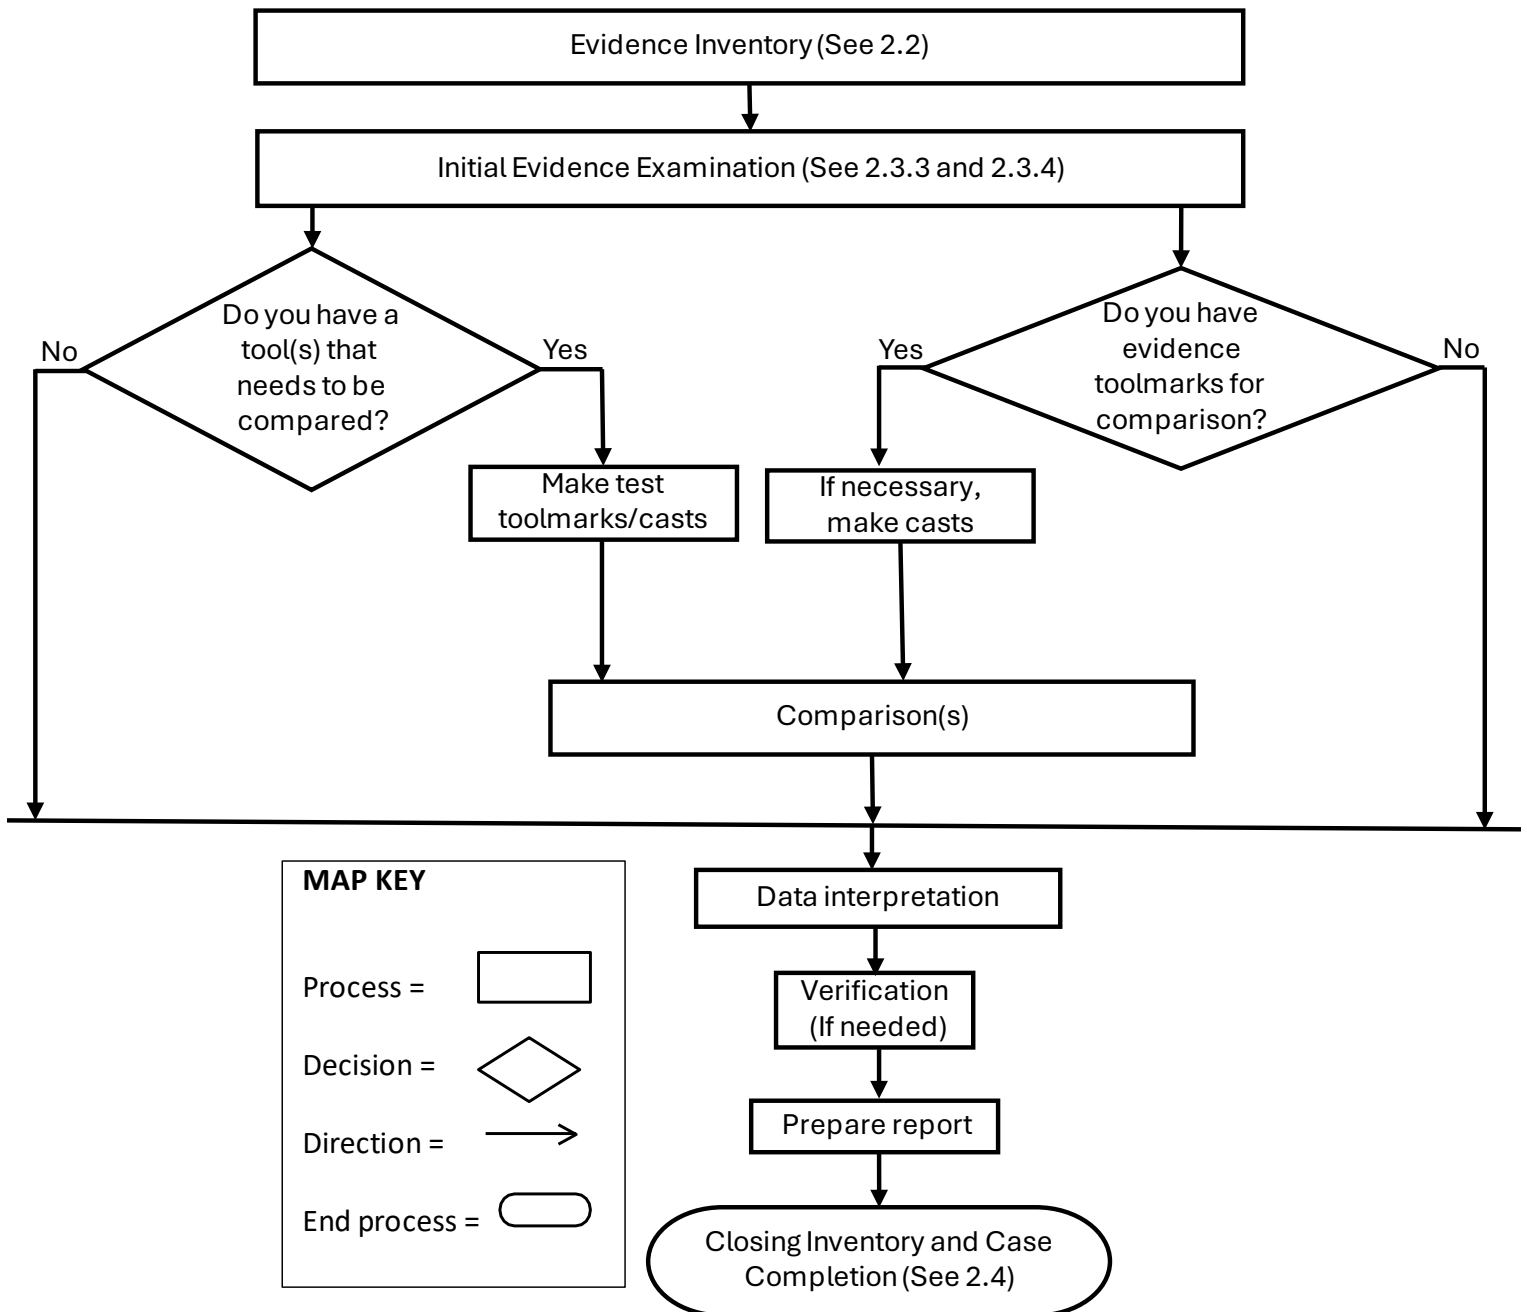 Evidence Inventory (See 2.2)
Initial Evidence Examination (See 2.3.3 and 2.3.4)
Do you have a
tool(s) that
needs to be
compared?
No
Yes
Do you have
evidence
toolmarks for
comparison?
Yes
No
Make test
toolmarks/casts
If necessary,
make casts
Comparison(s)
MAP KEY
Process =
Decision =
Direction =
End process =
Data interpretation
Verification
(If needed)
Prepare report
Closing Inventory and Case
Completion (See 2.4)